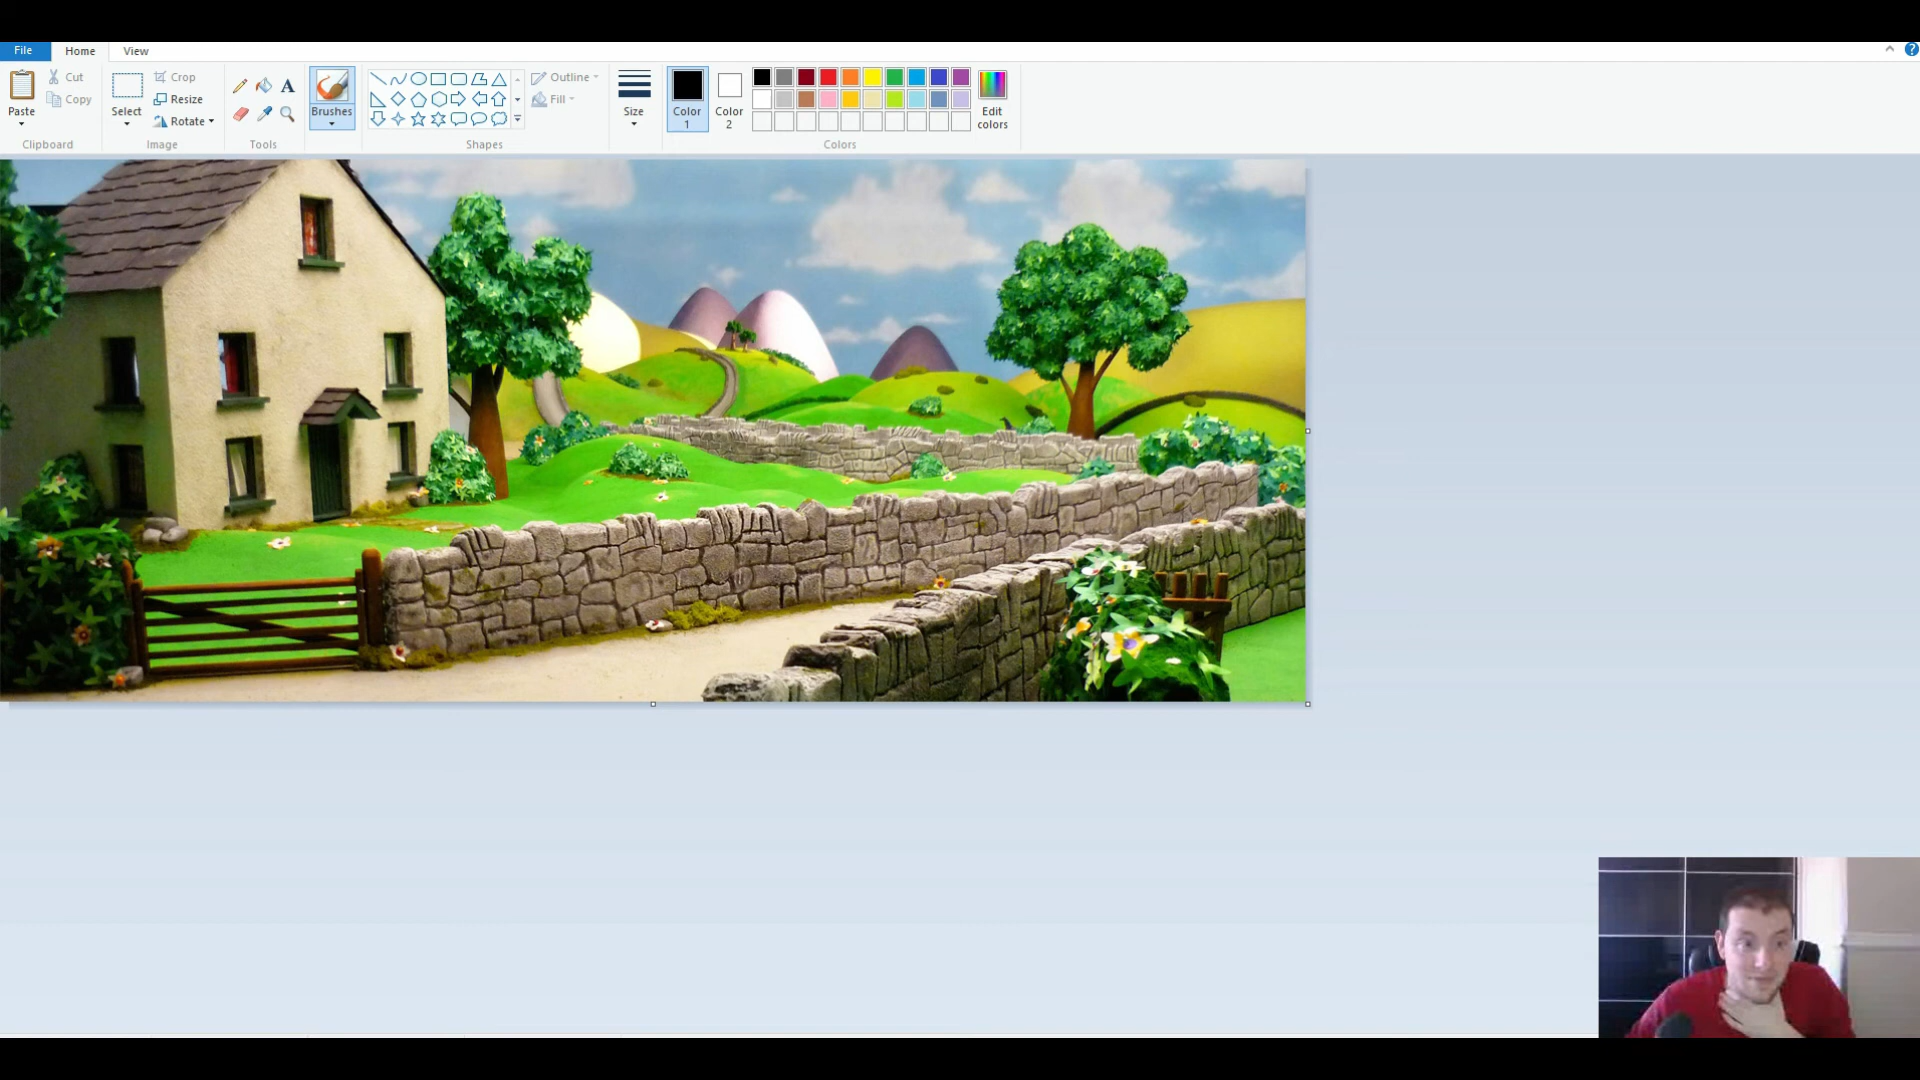 File Home View
Paste
Cut
Copy
Clipboard
Select
Crop
Resize
Rotate
Image
Tools
Brushes
Shapes
Outline
Fill
Size
Color 1
Color 2
Edit colors
Colors